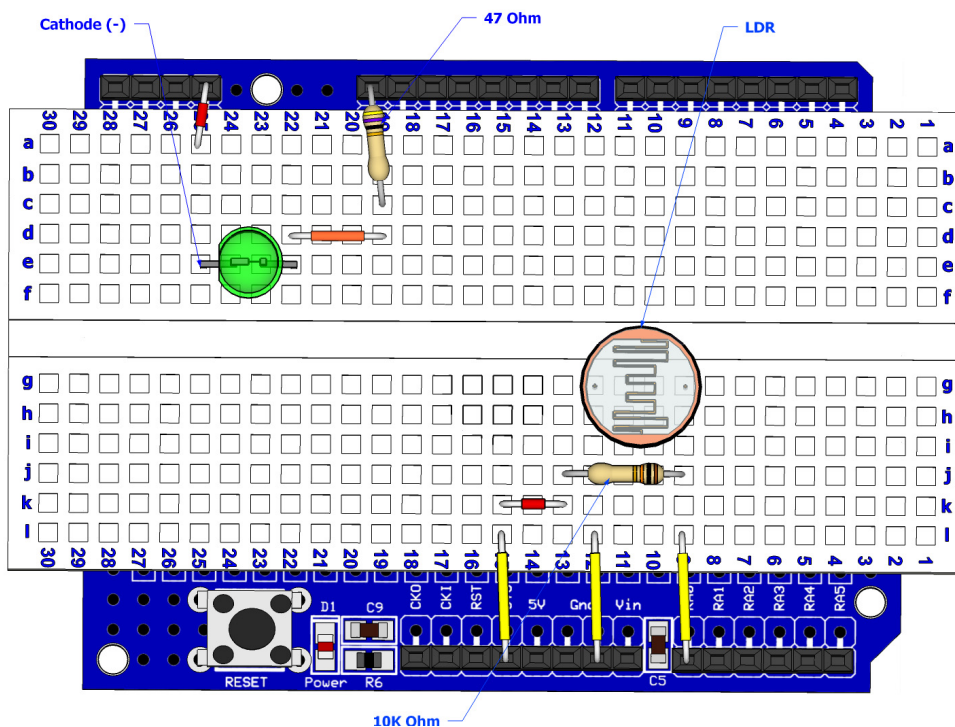 Cathode (-)
47 Ohm
LDR
30 29 28 27 26 24 23 22 21 20 19 18 17 16 15 14 13 12 11 10 9 8 7 6 5 4 3 2 1
a a
b b
c c
d d
e e
f f
g g
h h
i i
j j
k k
l l
30 29 28 27 26 25 24 23 22 21 20 19 18 17 16 15 14 13 12 11 10 9 8 7 6 5 4 3 2 1
CKO CKI RST 5V Gnd Vin RA1 RA2 RA3 RA4 RA5
D1 C9
RESET Power R6 C5
10K Ohm